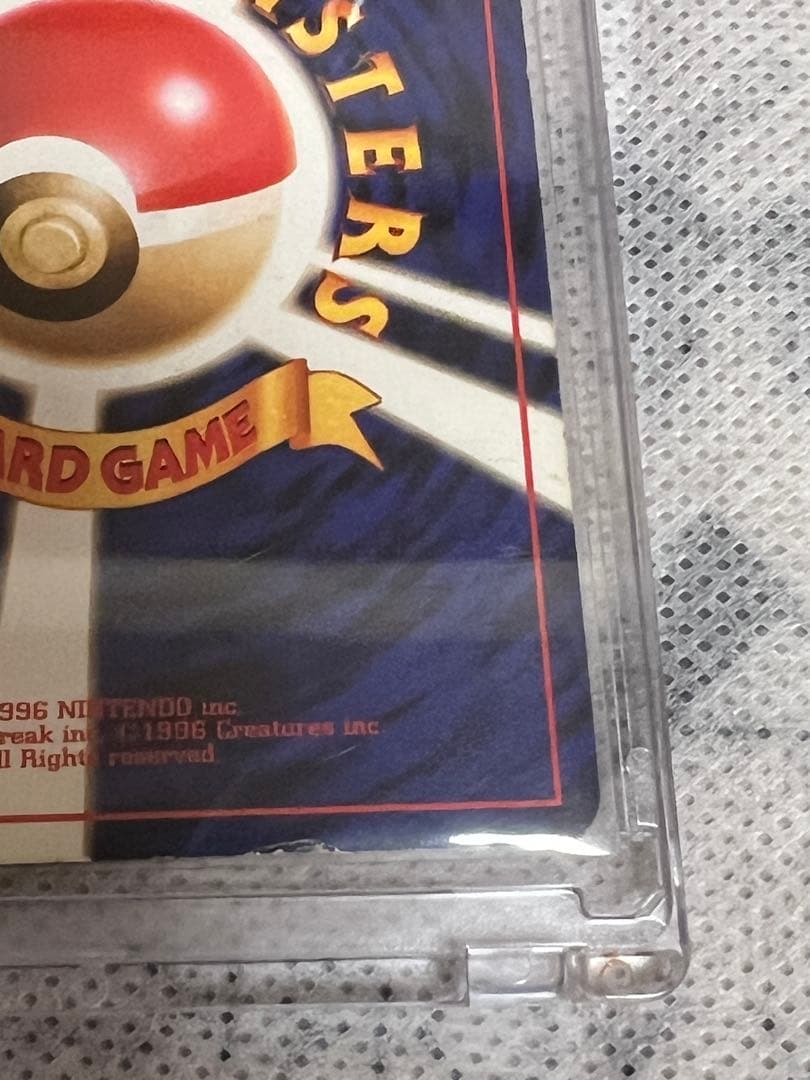 STERS
ARD GAME
996 NINTENDO inc.
reak inc. ©1996 Creatures inc
ll Rights reserved